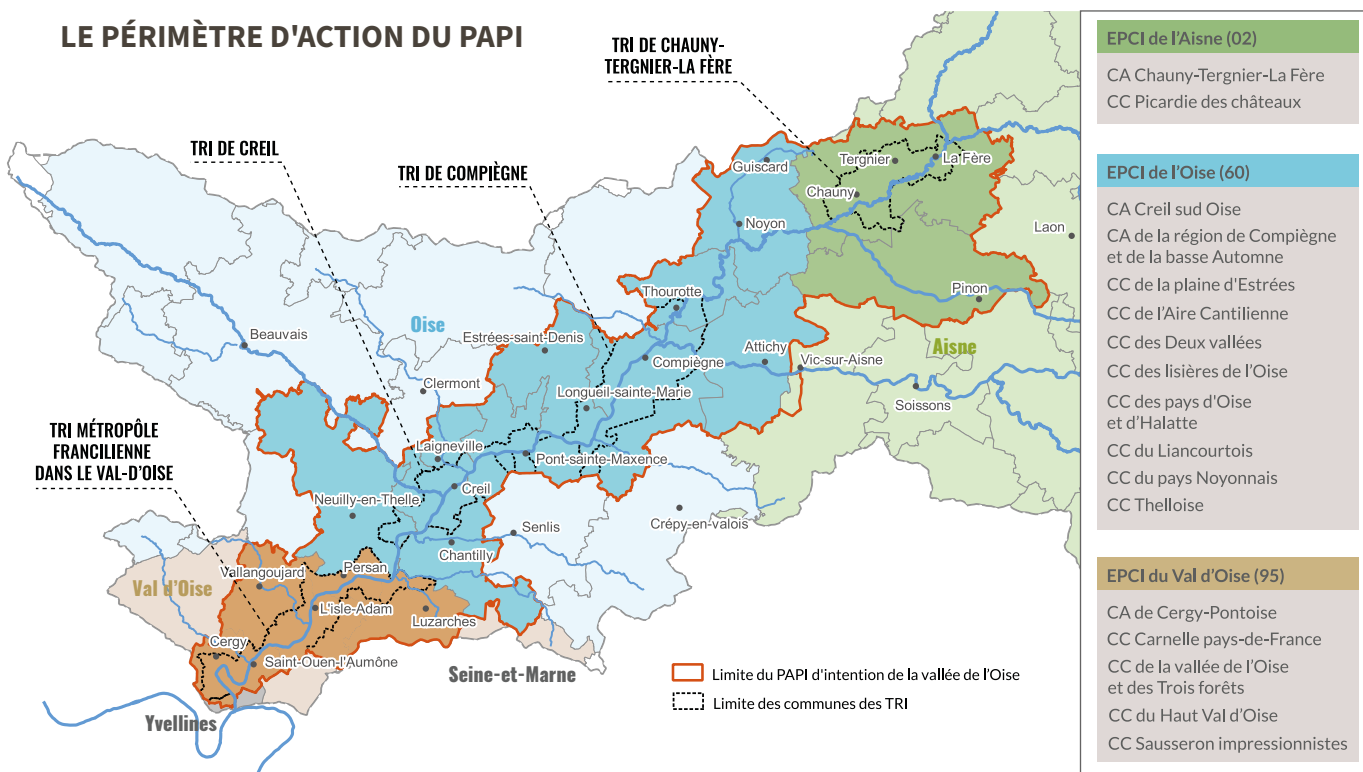 LE PÉRIMÈTRE D'ACTION DU PAPI
TRI DE CHAUNY-
TERGNIER-LA FÈRE
TRI DE CREIL
TRI DE COMPIÈGNE
TRI MÉTROPÔLE
FRANCILIENNE
DANS LE VAL-D'OISE
Guiscard
Tergnier
La Fère
Chauny
Noyon
Laon
Pinon
Thourotte
Beauvais
Oise
Estrées-saint-Denis
Compiègne
Attichy
Vic-sur-Aisne
Aisne
Clermont
Longueil-sainte-Marie
Soissons
Laigneville
Pont-sainte-Maxence
Creil
Neuilly-en-Thelle
Crépy-en-valois
Senlis
Chantilly
Val d'Oise
Vallangoujard
Persan
L'isle-Adam
Luzarches
Cergy
Saint-Ouen-l'Aumône
Seine-et-Marne
Yvellines
Limite du PAPI d'intention de la vallée de l'Oise
Limite des communes des TRI
EPCI de l'Aisne (02)
CA Chauny-Tergnier-La Fère
CC Picardie des châteaux
EPCI de l'Oise (60)
CA Creil sud Oise
CA de la région de Compiègne
et de la basse Automne
CC de la plaine d'Estrées
CC de l'Aire Cantilienne
CC des Deux vallées
CC des lisières de l'Oise
CC des pays d'Oise
et d'Halatte
CC du Liancourtois
CC du pays Noyonnais
CC Thelloise
EPCI du Val d'Oise (95)
CA de Cergy-Pontoise
CC Carnelle pays-de-France
CC de la vallée de l'Oise
et des Trois forêts
CC du Haut Val d'Oise
CC Sausseron impressionnistes